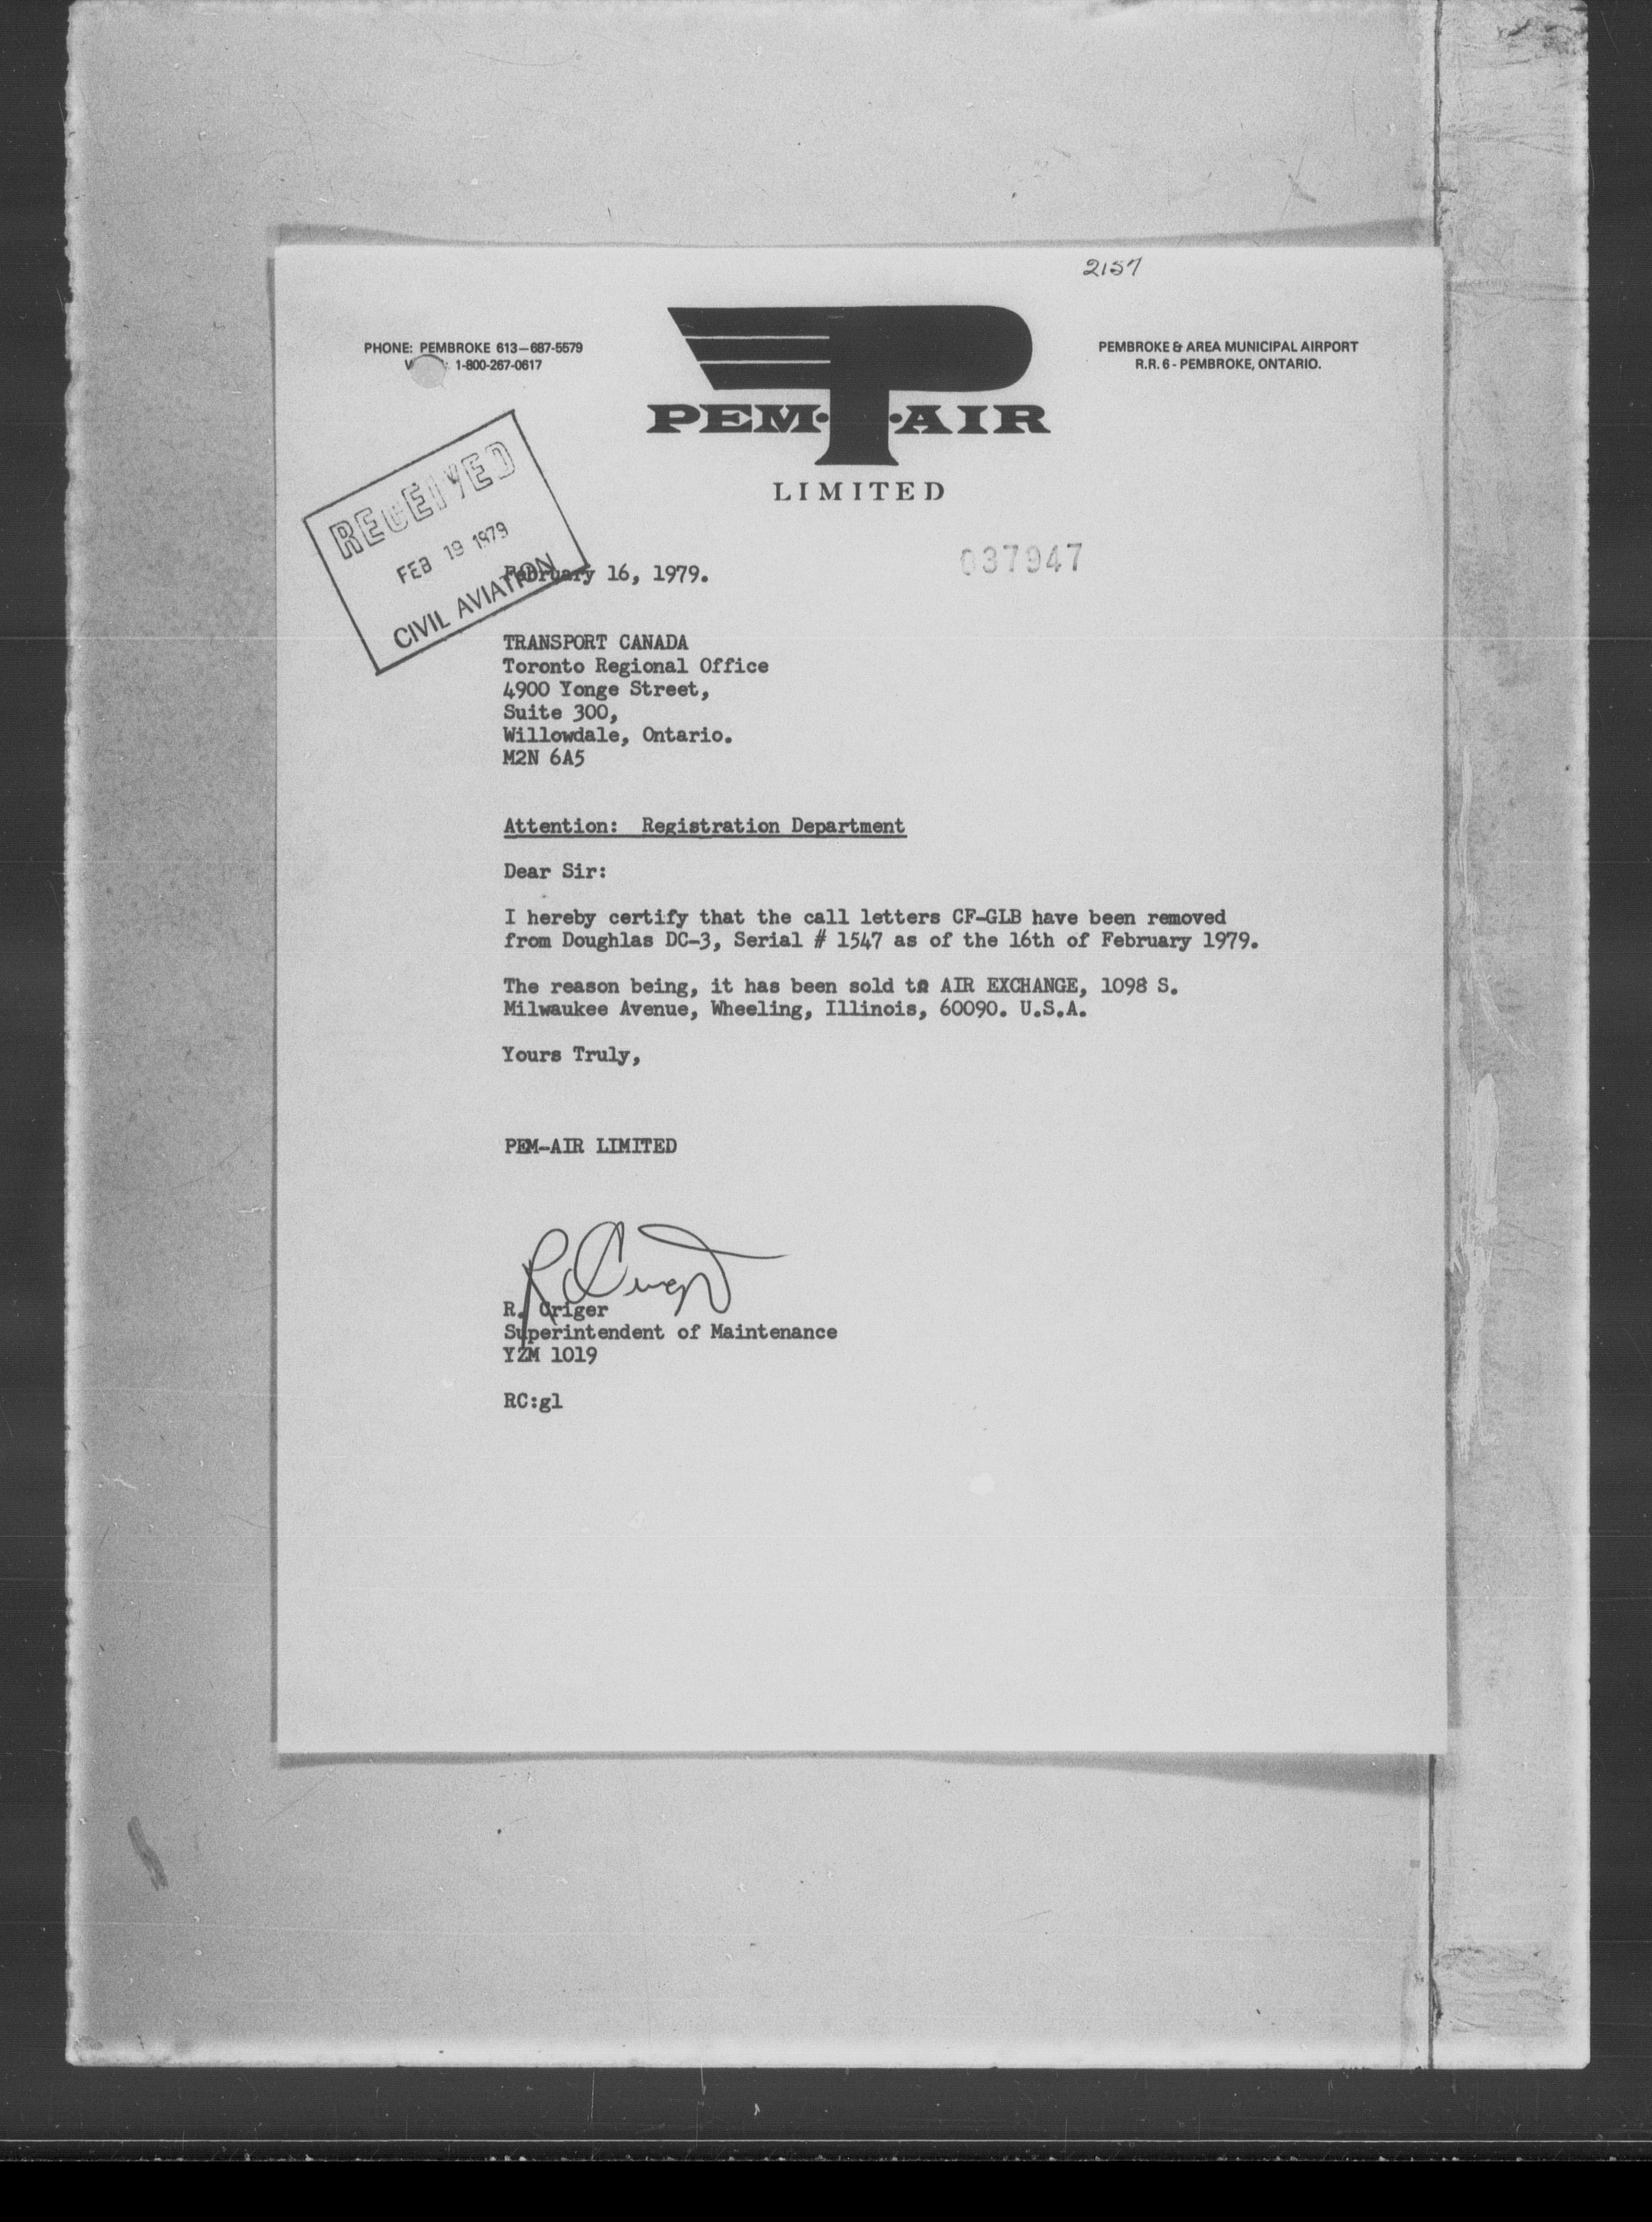 2157
PHONE: PEMBROKE 613-687-5579
1-800-267-0617
PEMBROKE & AREA MUNICIPAL AIRPORT
R.R. 6 - PEMBROKE, ONTARIO.
PEM·AIR
LIMITED
RECEIVED
FEB 19 1979
CIVIL AVIATION
037947
February 16, 1979.
TRANSPORT CANADA
Toronto Regional Office
4900 Yonge Street,
Suite 300,
Willowdale, Ontario.
M2N 6A5
Attention: Registration Department
Dear Sir:
I hereby certify that the call letters CF-GLB have been removed
from Doughlas DC-3, Serial # 1547 as of the 16th of February 1979.
The reason being, it has been sold to AIR EXCHANGE, 1098 S.
Milwaukee Avenue, Wheeling, Illinois, 60090. U.S.A.
Yours Truly,
PEM-AIR LIMITED
R. Criger
Superintendent of Maintenance
YZM 1019
RC:gl